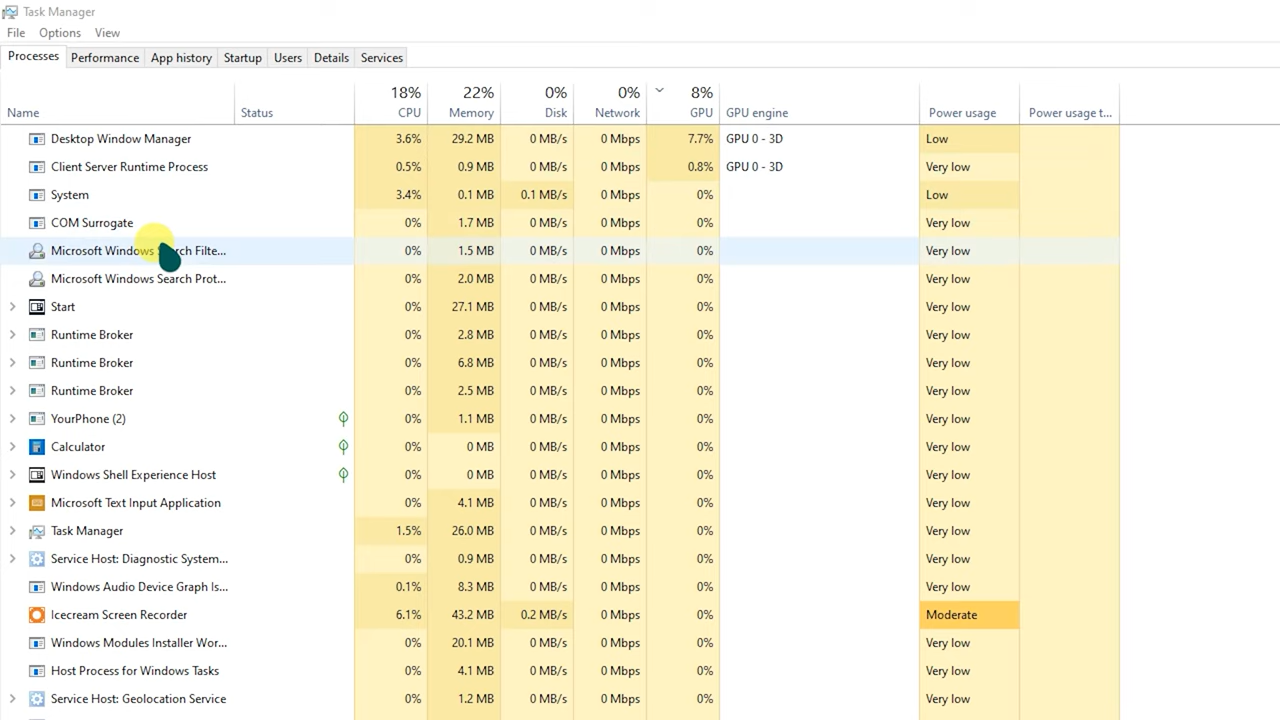 Task Manager
File Options View
Processes Performance App history Startup Users Details Services
18% 22% 0% 0% 8%
Name Status CPU Memory Disk Network GPU GPU engine Power usage Power usage t...
Desktop Window Manager 3.6% 29.2 MB 0 MB/s 0 Mbps 7.7% GPU 0 - 3D Low
Client Server Runtime Process 0.5% 0.9 MB 0 MB/s 0 Mbps 0.8% GPU 0 - 3D Very low
System 3.4% 0.1 MB 0.1 MB/s 0 Mbps 0% Low
COM Surrogate 0% 1.7 MB 0 MB/s 0 Mbps 0% Very low
Microsoft Windows Search Filte... 0% 1.5 MB 0 MB/s 0 Mbps 0% Very low
Microsoft Windows Search Prot... 0% 2.0 MB 0 MB/s 0 Mbps 0% Very low
Start 0% 27.1 MB 0 MB/s 0 Mbps 0% Very low
Runtime Broker 0% 2.8 MB 0 MB/s 0 Mbps 0% Very low
Runtime Broker 0% 6.8 MB 0 MB/s 0 Mbps 0% Very low
Runtime Broker 0% 2.5 MB 0 MB/s 0 Mbps 0% Very low
YourPhone (2) 0% 1.1 MB 0 MB/s 0 Mbps 0% Very low
Calculator 0% 0 MB 0 MB/s 0 Mbps 0% Very low
Windows Shell Experience Host 0% 0 MB 0 MB/s 0 Mbps 0% Very low
Microsoft Text Input Application 0% 4.1 MB 0 MB/s 0 Mbps 0% Very low
Task Manager 1.5% 26.0 MB 0 MB/s 0 Mbps 0% Very low
Service Host: Diagnostic System... 0% 0.9 MB 0 MB/s 0 Mbps 0% Very low
Windows Audio Device Graph Is... 0.1% 8.3 MB 0 MB/s 0 Mbps 0% Very low
Icecream Screen Recorder 6.1% 43.2 MB 0.2 MB/s 0 Mbps 0% Moderate
Windows Modules Installer Wor... 0% 20.1 MB 0 MB/s 0 Mbps 0% Very low
Host Process for Windows Tasks 0% 4.1 MB 0 MB/s 0 Mbps 0% Very low
Service Host: Geolocation Service 0% 1.2 MB 0 MB/s 0 Mbps 0% Very low